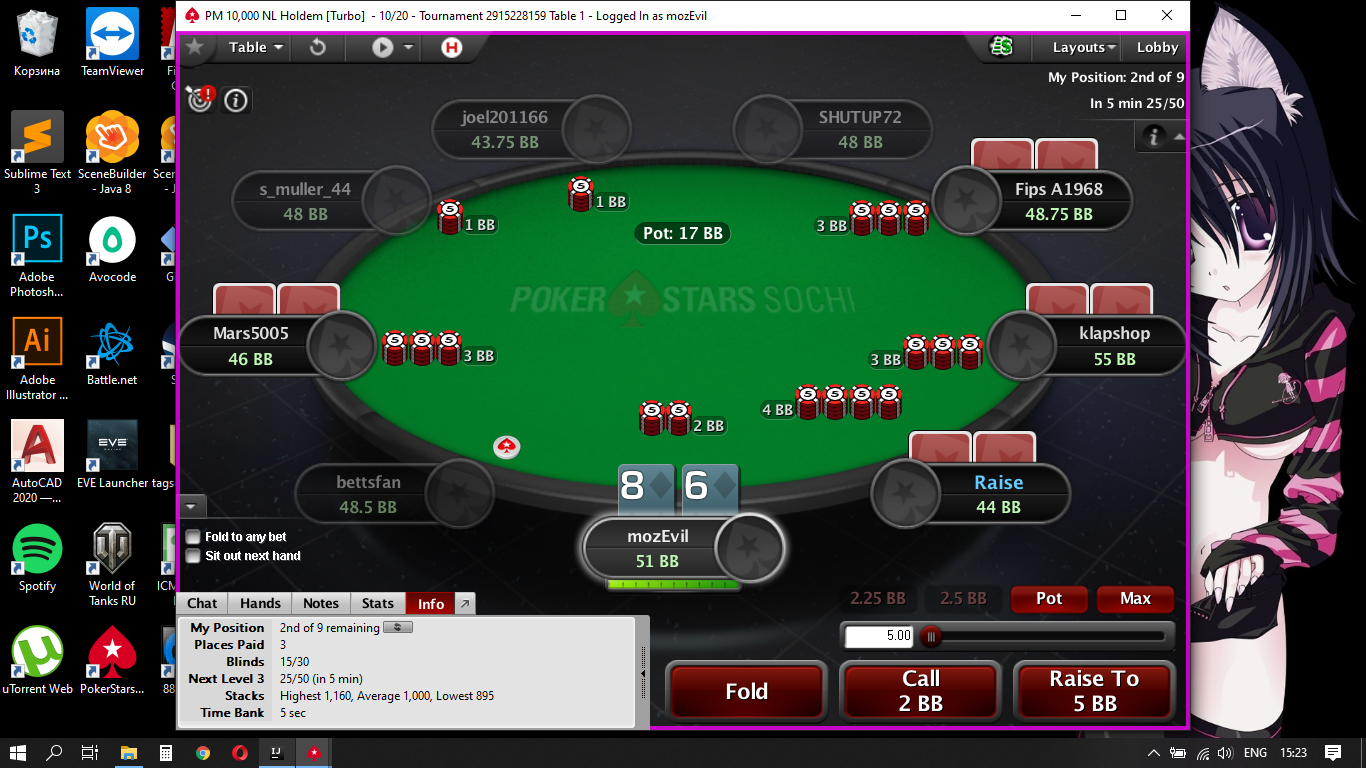 PM 10,000 NL Holdem [Turbo] - 10/20 - Tournament 2915228159 Table 1 - Logged In as mozEvil
Корзина
TeamViewer
Sublime Text
3
SceneBuilder
- Java 8
Adobe
Photosh...
Avocode
Adobe
Illustrator ...
Battle.net
AutoCAD
2020 —...
EVE Launcher
tags
Spotify
World of
Tanks RU
uTorrent Web
PokerStars...
Table
H
Layouts
Lobby
My Position: 2nd of 9
In 5 min 25/50
joel201166
43.75 BB
SHUTUP72
48 BB
s_muller_44
48 BB
Fips A1968
48.75 BB
1 BB
1 BB
3 BB
Pot: 17 BB
POKER STARS SOCHI
Mars5005
46 BB
klapshop
55 BB
3 BB
3 BB
4 BB
2 BB
bettsfan
48.5 BB
8 6
Raise
44 BB
mozEvil
51 BB
Fold to any bet
Sit out next hand
Chat Hands Notes Stats Info
My Position 2nd of 9 remaining
Places Paid 3
Blinds 15/30
Next Level 3 25/50 (in 5 min)
Stacks Highest 1,160, Average 1,000, Lowest 895
Time Bank 5 sec
2.25 BB 2.5 BB Pot Max
5.00
Fold
Call
2 BB
Raise To
5 BB
ENG 15:23